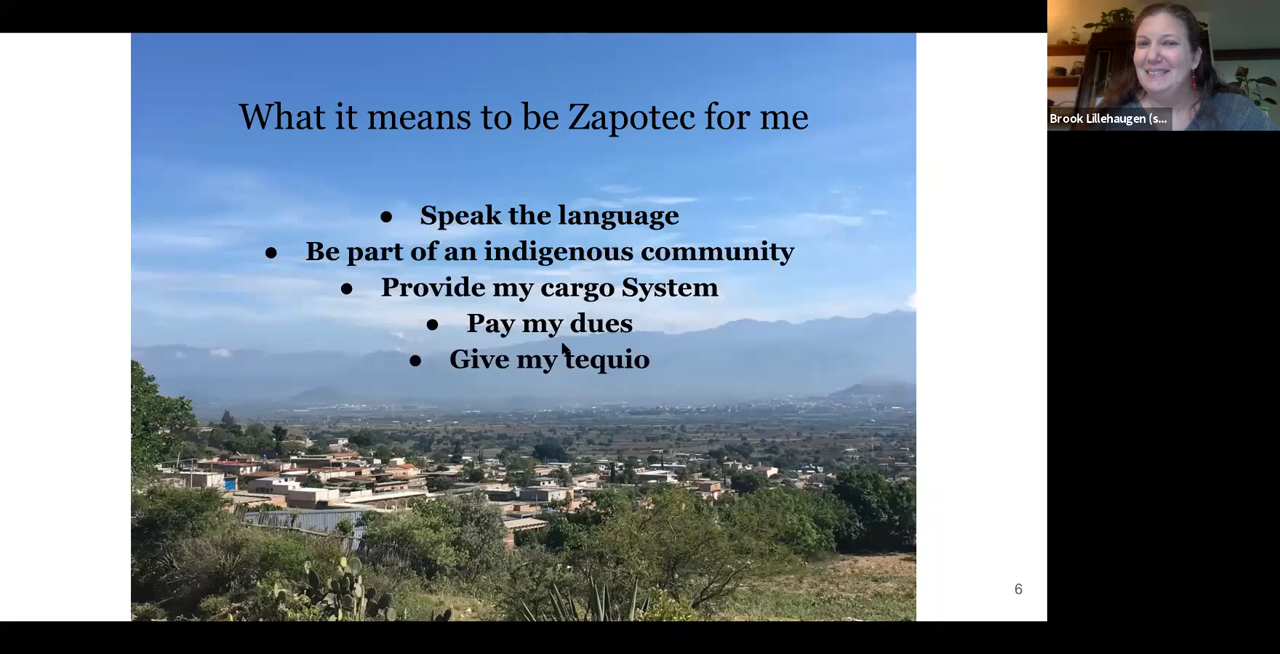 What it means to be Zapotec for me
● Speak the language
● Be part of an indigenous community
● Provide my cargo System
● Pay my dues
● Give my tequio
6
Brook Lillehaugen (s...